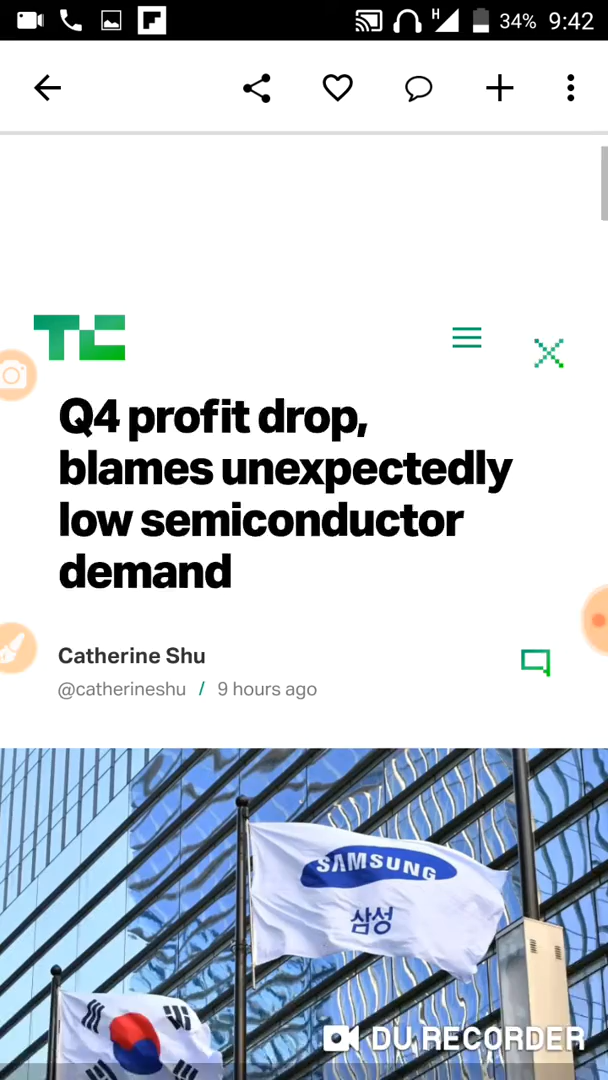 H
34% 9:42
TC
Q4 profit drop,
blames unexpectedly
low semiconductor
demand
Catherine Shu
@catherineshu / 9 hours ago
SAMSUNG
삼성
DU RECORDER